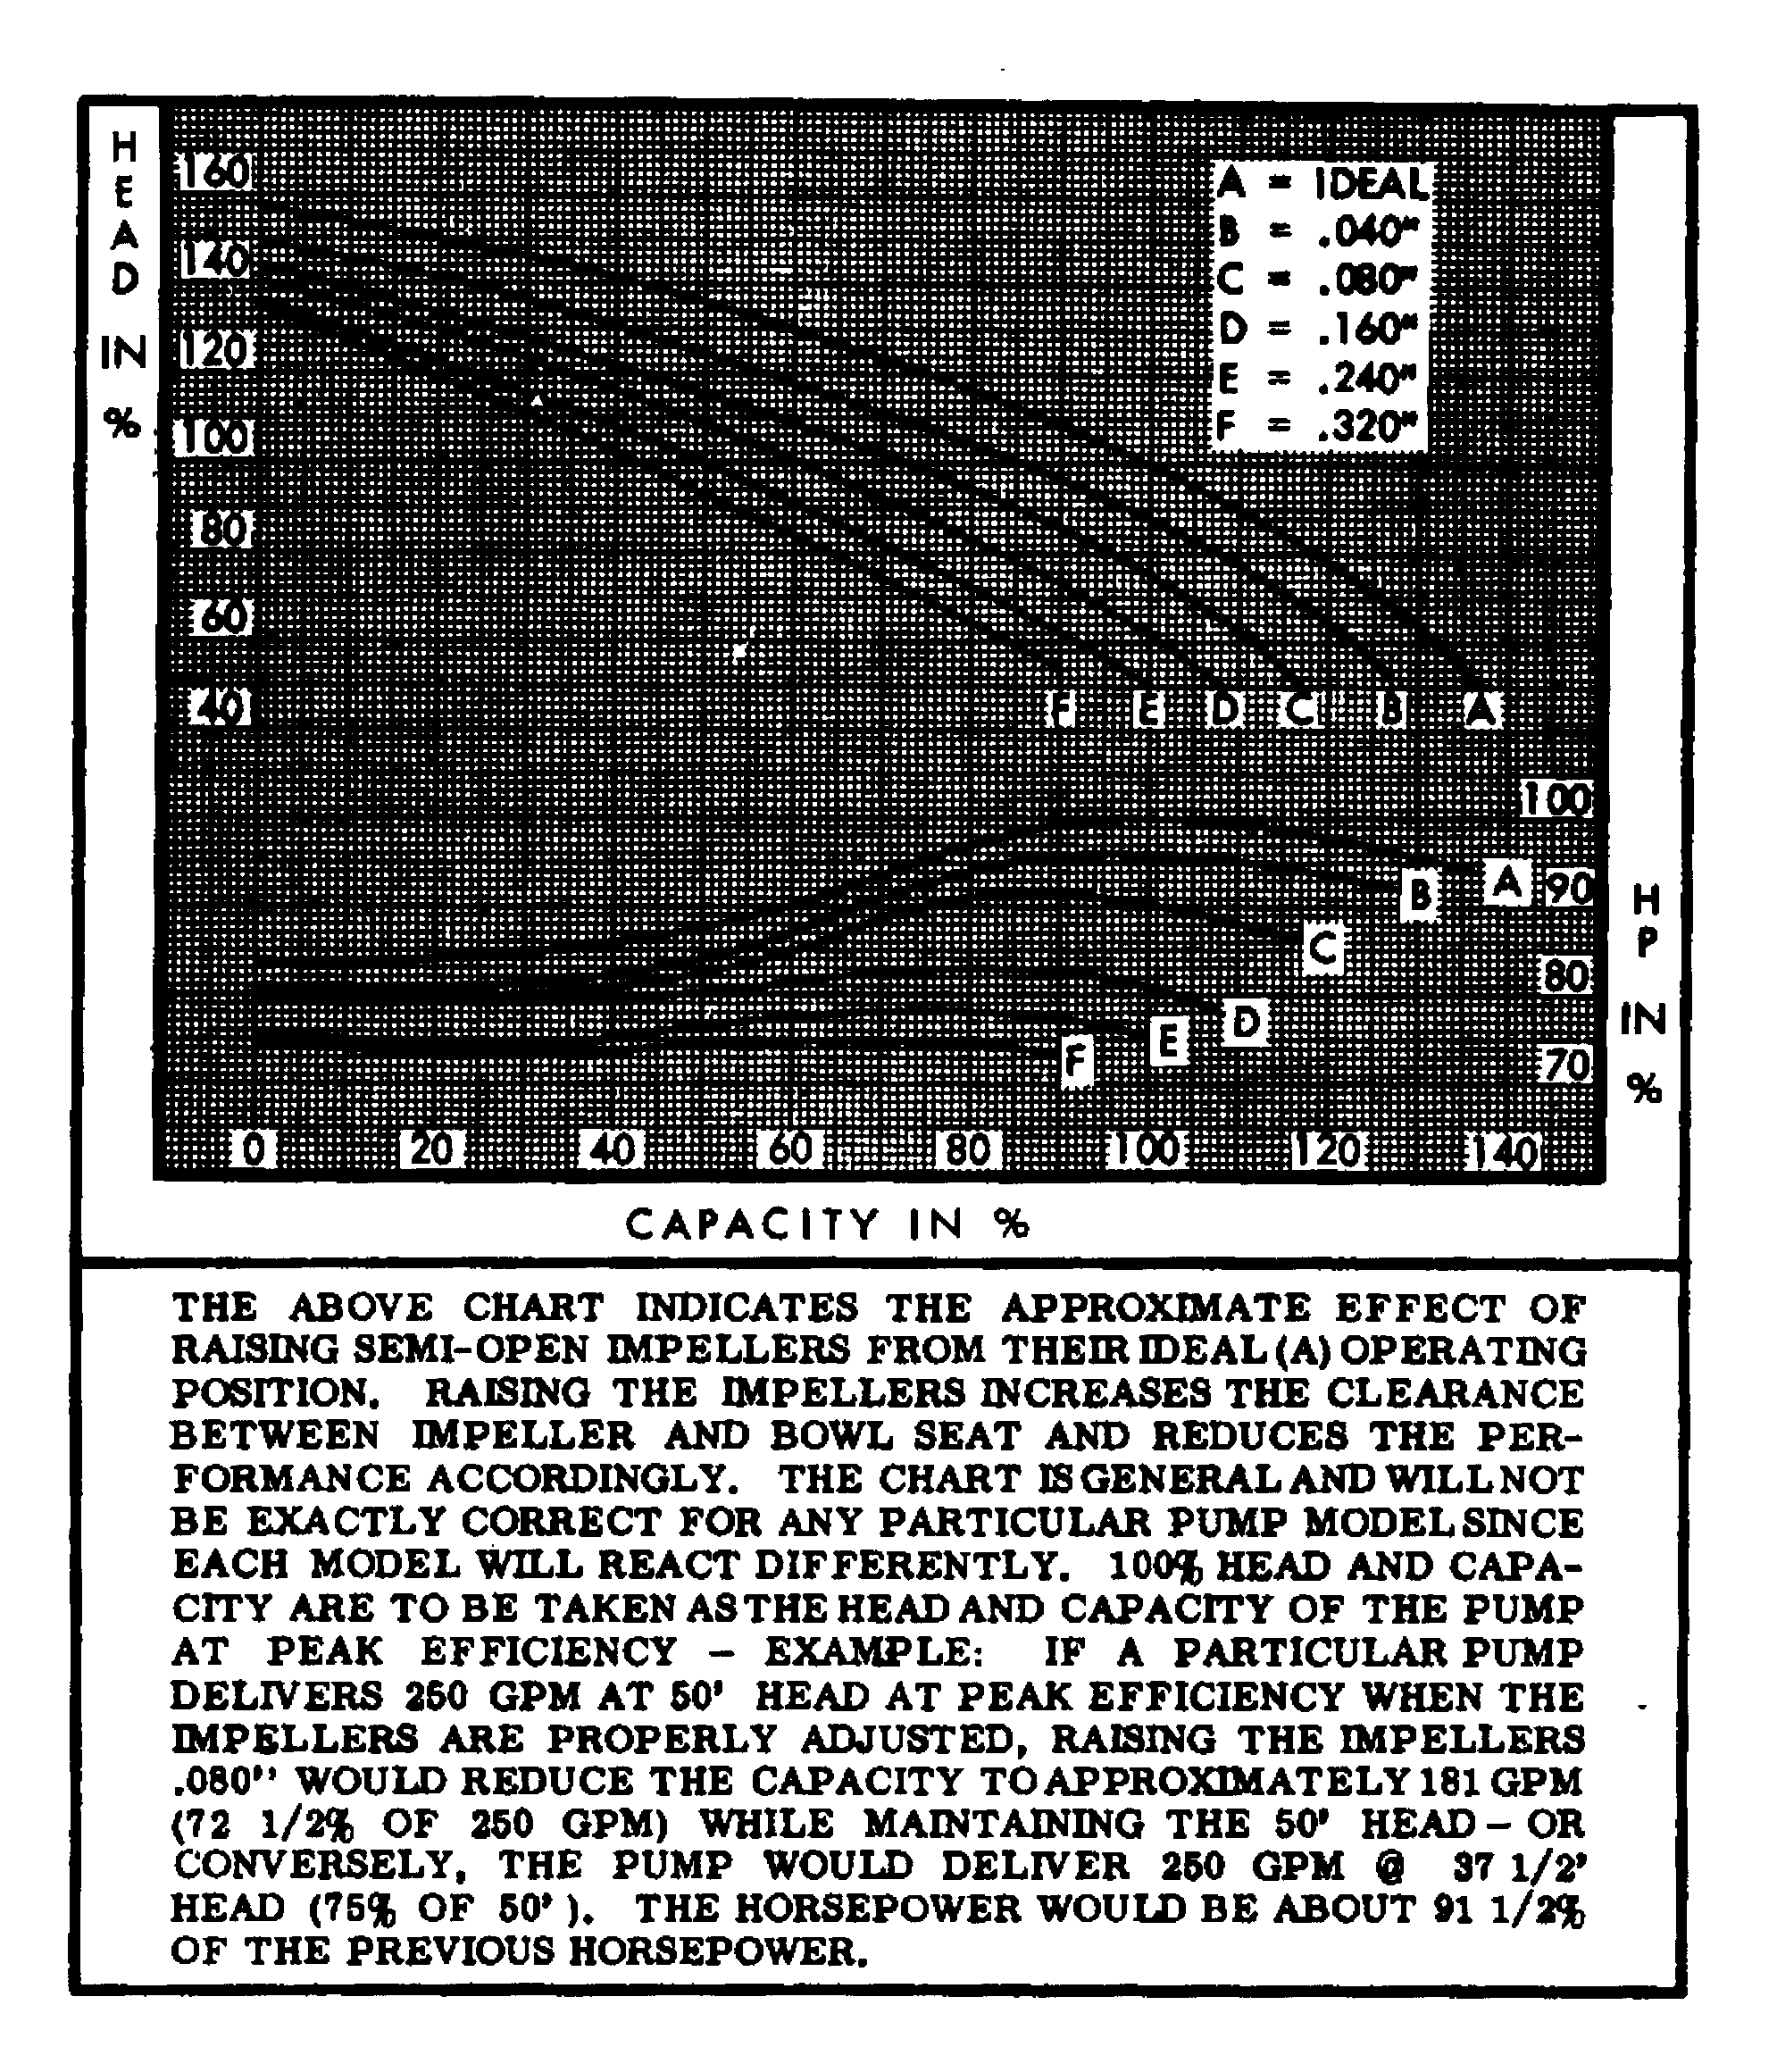 HEAD IN %
160
140
120
100
80
60
40
A = IDEAL
B = .040"
C = .080"
D = .160"
E = .240"
F = .320"
F E D C B A
100
90
80
70
HP IN %
A
B
C
D
E
F
0 20 40 60 80 100 120 140
CAPACITY IN %
THE ABOVE CHART INDICATES THE APPROXIMATE EFFECT OF
RAISING SEMI-OPEN IMPELLERS FROM THEIR IDEAL (A) OPERATING
POSITION. RAISING THE IMPELLERS INCREASES THE CLEARANCE
BETWEEN IMPELLER AND BOWL SEAT AND REDUCES THE PER-
FORMANCE ACCORDINGLY. THE CHART IS GENERAL AND WILL NOT
BE EXACTLY CORRECT FOR ANY PARTICULAR PUMP MODEL SINCE
EACH MODEL WILL REACT DIFFERENTLY. 100% HEAD AND CAPA-
CITY ARE TO BE TAKEN AS THE HEAD AND CAPACITY OF THE PUMP
AT PEAK EFFICIENCY - EXAMPLE: IF A PARTICULAR PUMP
DELIVERS 250 GPM AT 50' HEAD AT PEAK EFFICIENCY WHEN THE
IMPELLERS ARE PROPERLY ADJUSTED, RAISING THE IMPELLERS
.080" WOULD REDUCE THE CAPACITY TO APPROXIMATELY 181 GPM
(72 1/2% OF 250 GPM) WHILE MAINTAINING THE 50' HEAD - OR
CONVERSELY, THE PUMP WOULD DELIVER 250 GPM @ 37 1/2'
HEAD (75% OF 50'). THE HORSEPOWER WOULD BE ABOUT 91 1/2%
OF THE PREVIOUS HORSEPOWER.